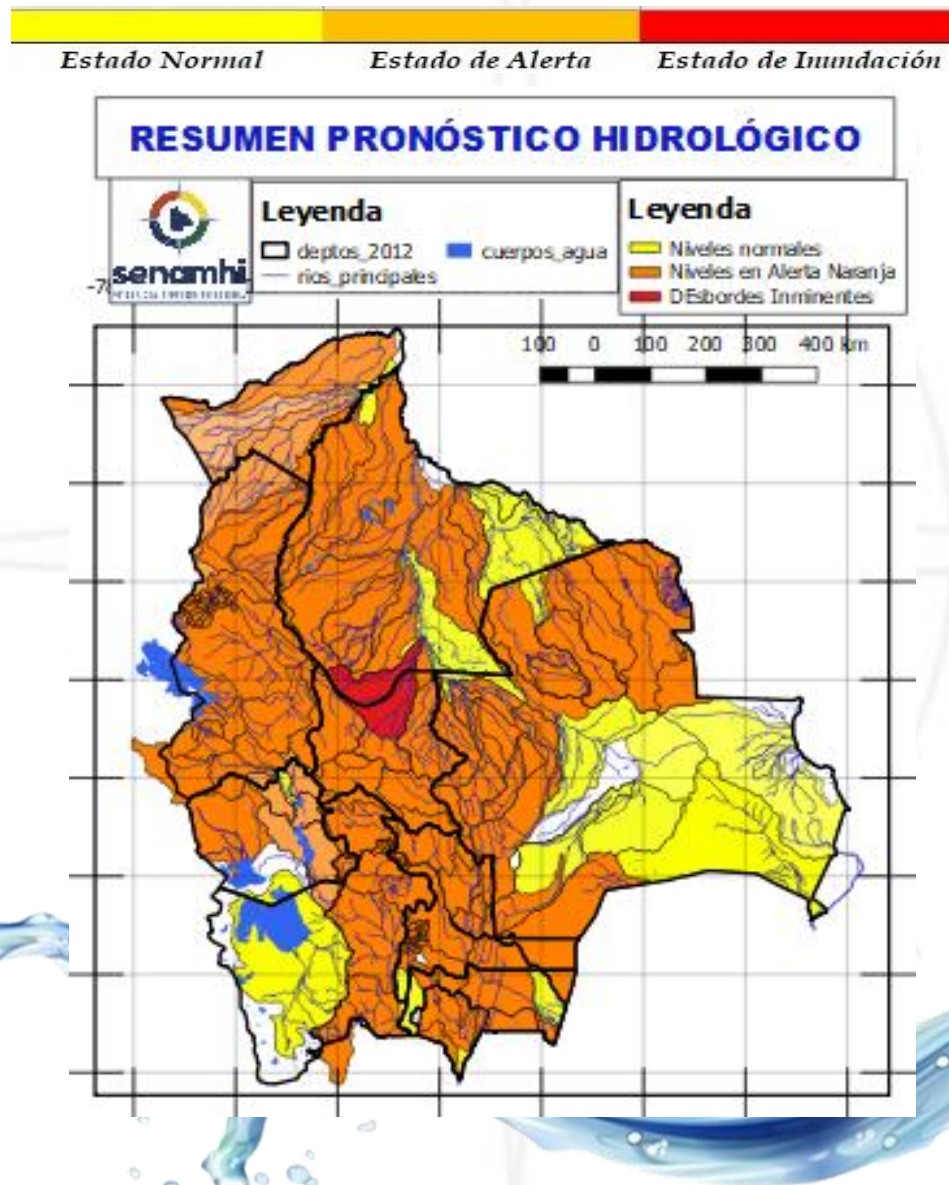 Estado Normal Estado de Alerta Estado de Inundación
RESUMEN PRONÓSTICO HIDROLÓGICO
senamhi
Leyenda
deptos_2012 cuerpos_agua
rios_principales
Leyenda
Niveles normales
Niveles en Alerta Naranja
DEsbordes Inminentes
100 0 100 200 300 400 km